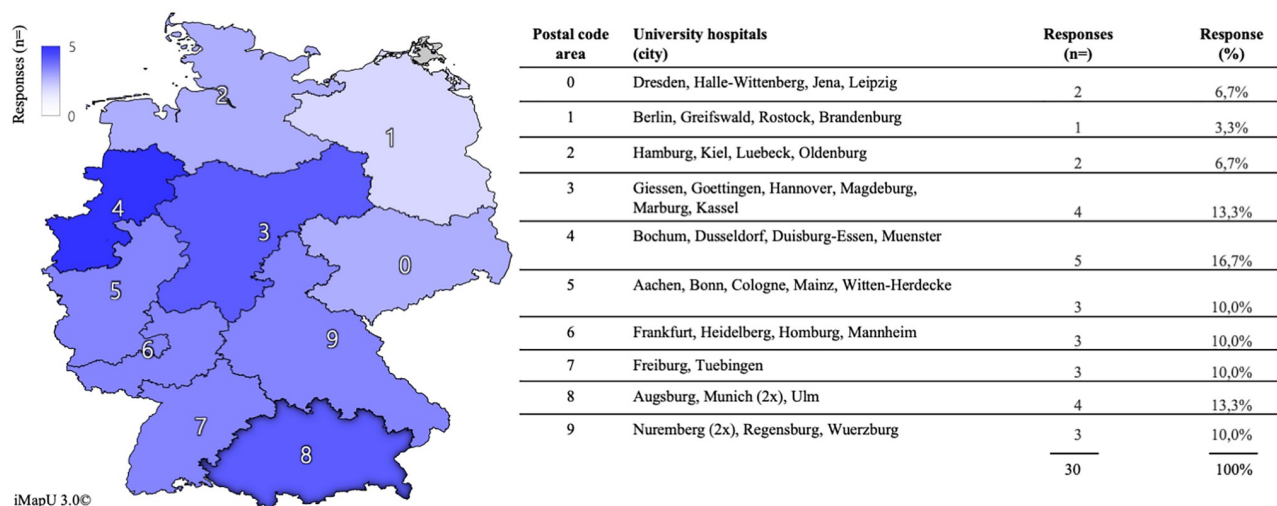 Responses (n=)
5
0
2
1
4
3
0
5
9
6
7
8
iMapU 3.0©
Postal code area University hospitals (city) Responses (n=) Response (%)
0 Dresden, Halle-Wittenberg, Jena, Leipzig 2 6,7%
1 Berlin, Greifswald, Rostock, Brandenburg 1 3,3%
2 Hamburg, Kiel, Luebeck, Oldenburg 2 6,7%
3 Giessen, Goettingen, Hannover, Magdeburg,
Marburg, Kassel 4 13,3%
4 Bochum, Dusseldorf, Duisburg-Essen, Muenster
5 16,7%
5 Aachen, Bonn, Cologne, Mainz, Witten-Herdecke
3 10,0%
6 Frankfurt, Heidelberg, Homburg, Mannheim 3 10,0%
7 Freiburg, Tuebingen 3 10,0%
8 Augsburg, Munich (2x), Ulm 4 13,3%
9 Nuremberg (2x), Regensburg, Wuerzburg 3 10,0%
30 100%